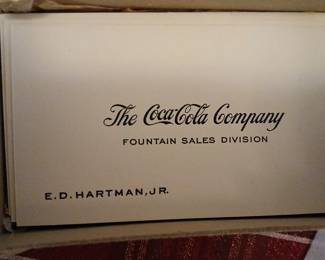 The Coca-Cola Company
FOUNTAIN SALES DIVISION
E.D. HARTMAN, JR.